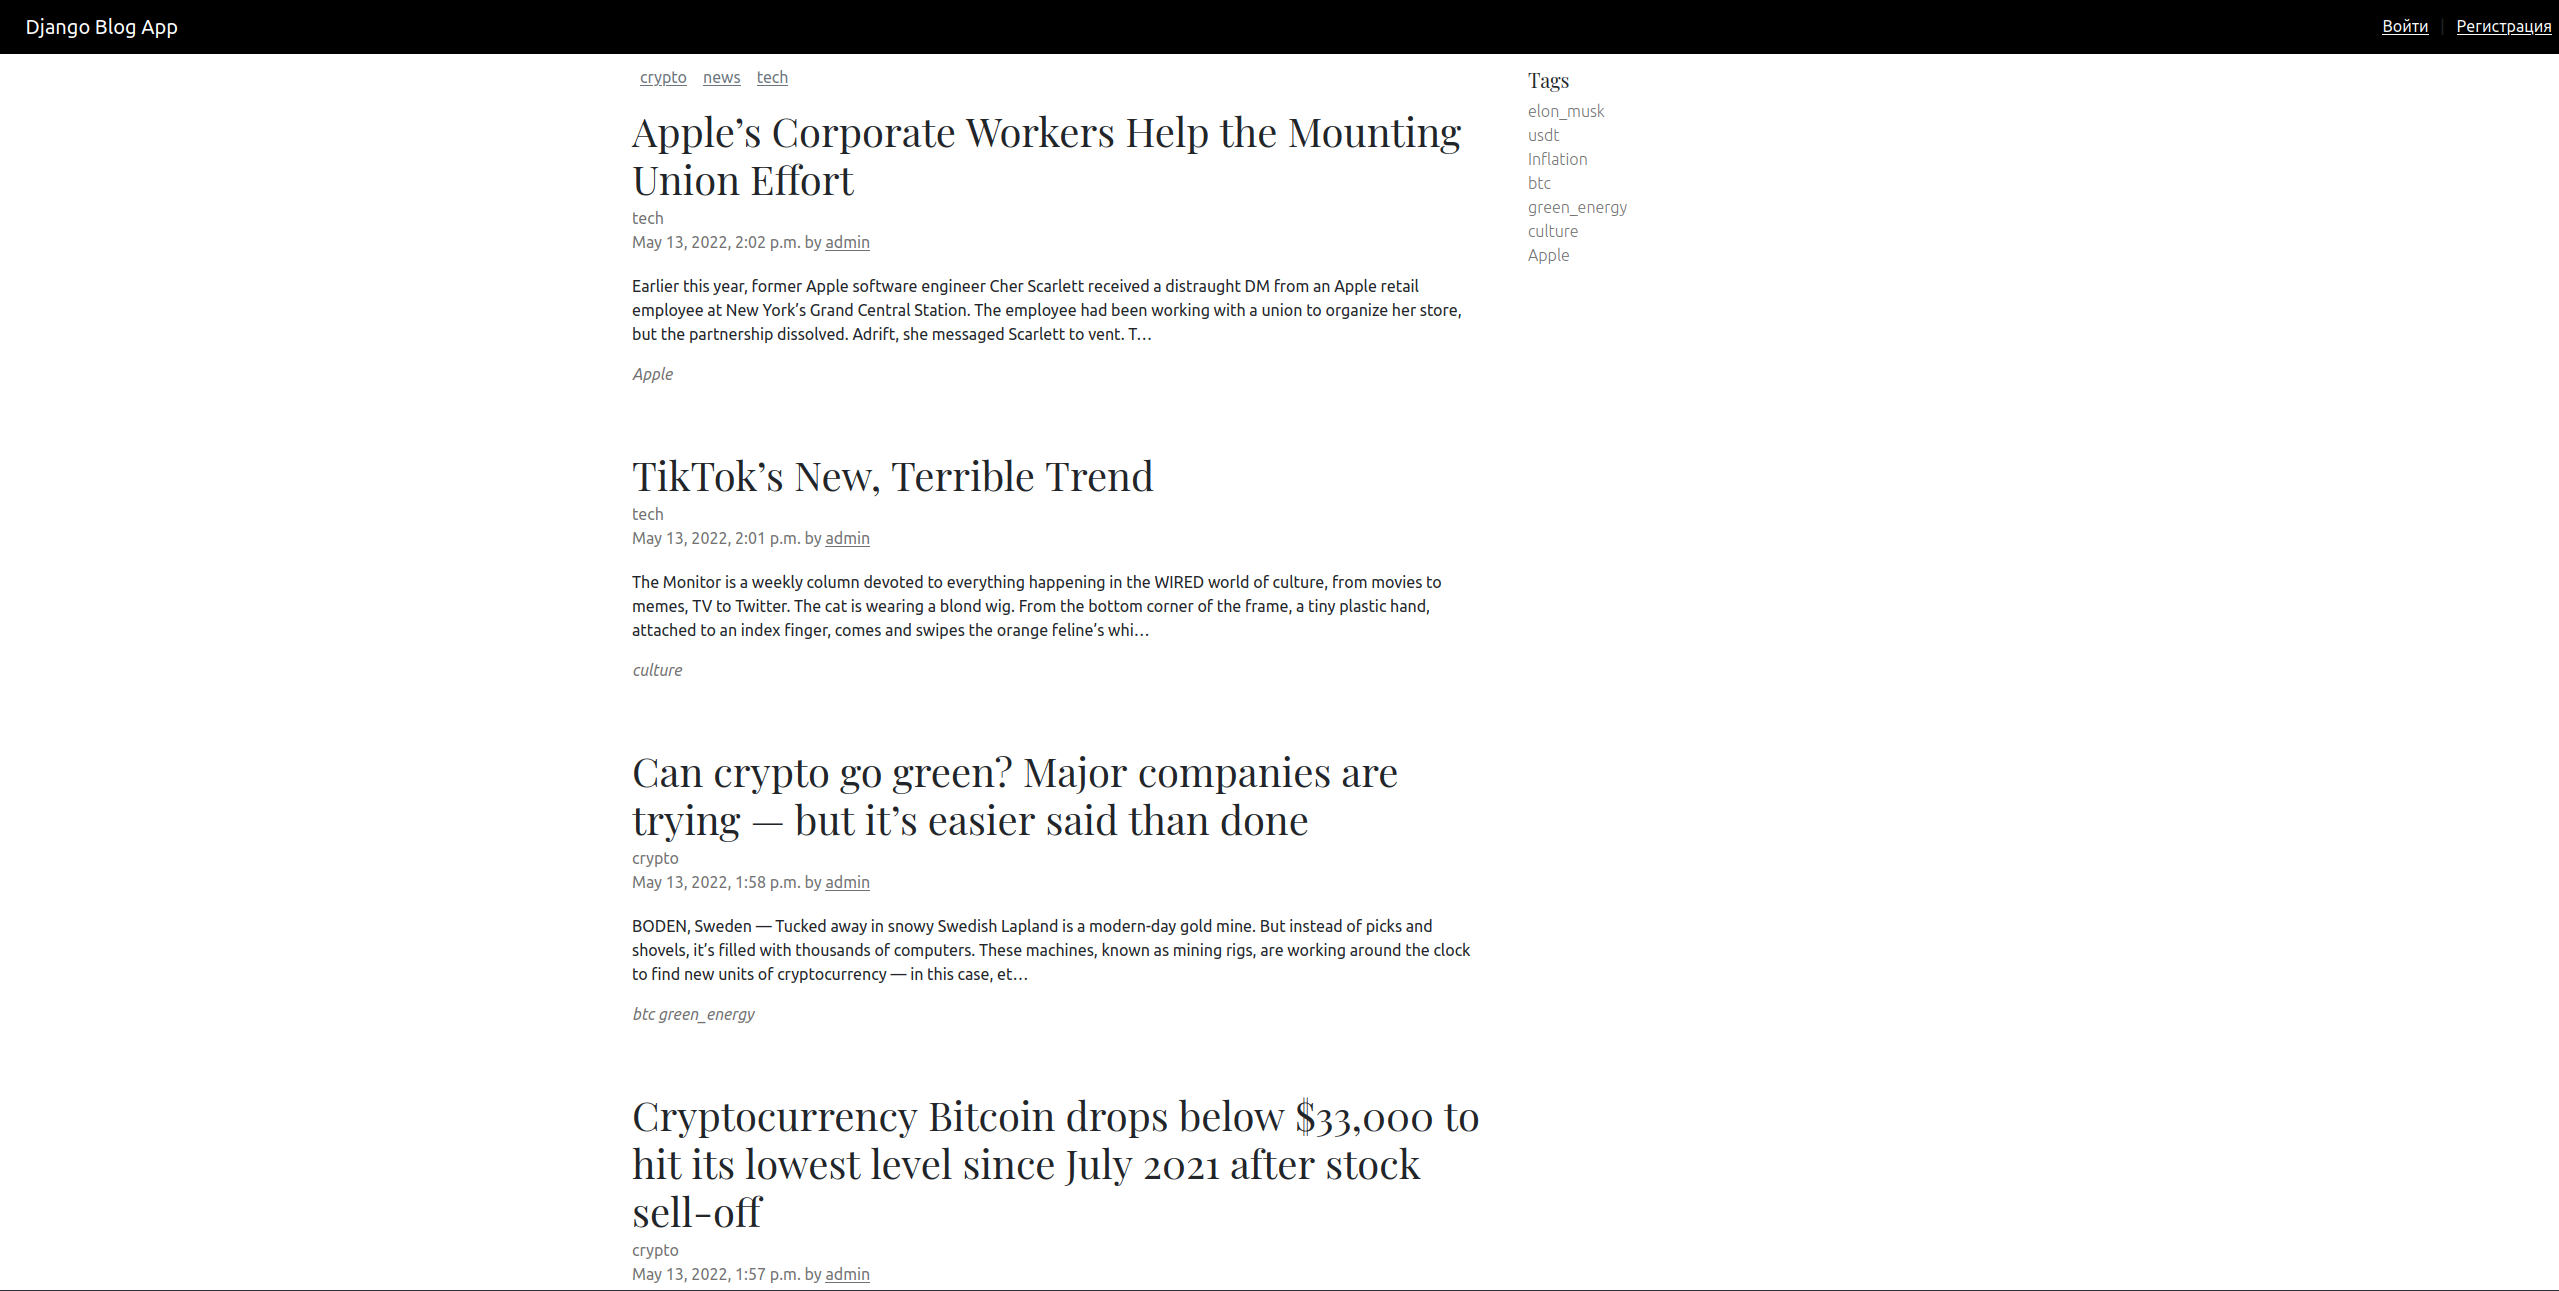 Django Blog App
Войти | Регистрация
crypto news tech
Apple’s Corporate Workers Help the Mounting
Union Effort
tech
May 13, 2022, 2:02 p.m. by admin
Earlier this year, former Apple software engineer Cher Scarlett received a distraught DM from an Apple retail
employee at New York’s Grand Central Station. The employee had been working with a union to organize her store,
but the partnership dissolved. Adrift, she messaged Scarlett to vent. T…
Apple
TikTok’s New, Terrible Trend
tech
May 13, 2022, 2:01 p.m. by admin
The Monitor is a weekly column devoted to everything happening in the WIRED world of culture, from movies to
memes, TV to Twitter. The cat is wearing a blond wig. From the bottom corner of the frame, a tiny plastic hand,
attached to an index finger, comes and swipes the orange feline’s whi…
culture
Can crypto go green? Major companies are
trying — but it’s easier said than done
crypto
May 13, 2022, 1:58 p.m. by admin
BODEN, Sweden — Tucked away in snowy Swedish Lapland is a modern-day gold mine. But instead of picks and
shovels, it’s filled with thousands of computers. These machines, known as mining rigs, are working around the clock
to find new units of cryptocurrency — in this case, et…
btc green_energy
Cryptocurrency Bitcoin drops below $33,000 to
hit its lowest level since July 2021 after stock
sell-off
crypto
May 13, 2022, 1:57 p.m. by admin
Tags
elon_musk
usdt
Inflation
btc
green_energy
culture
Apple